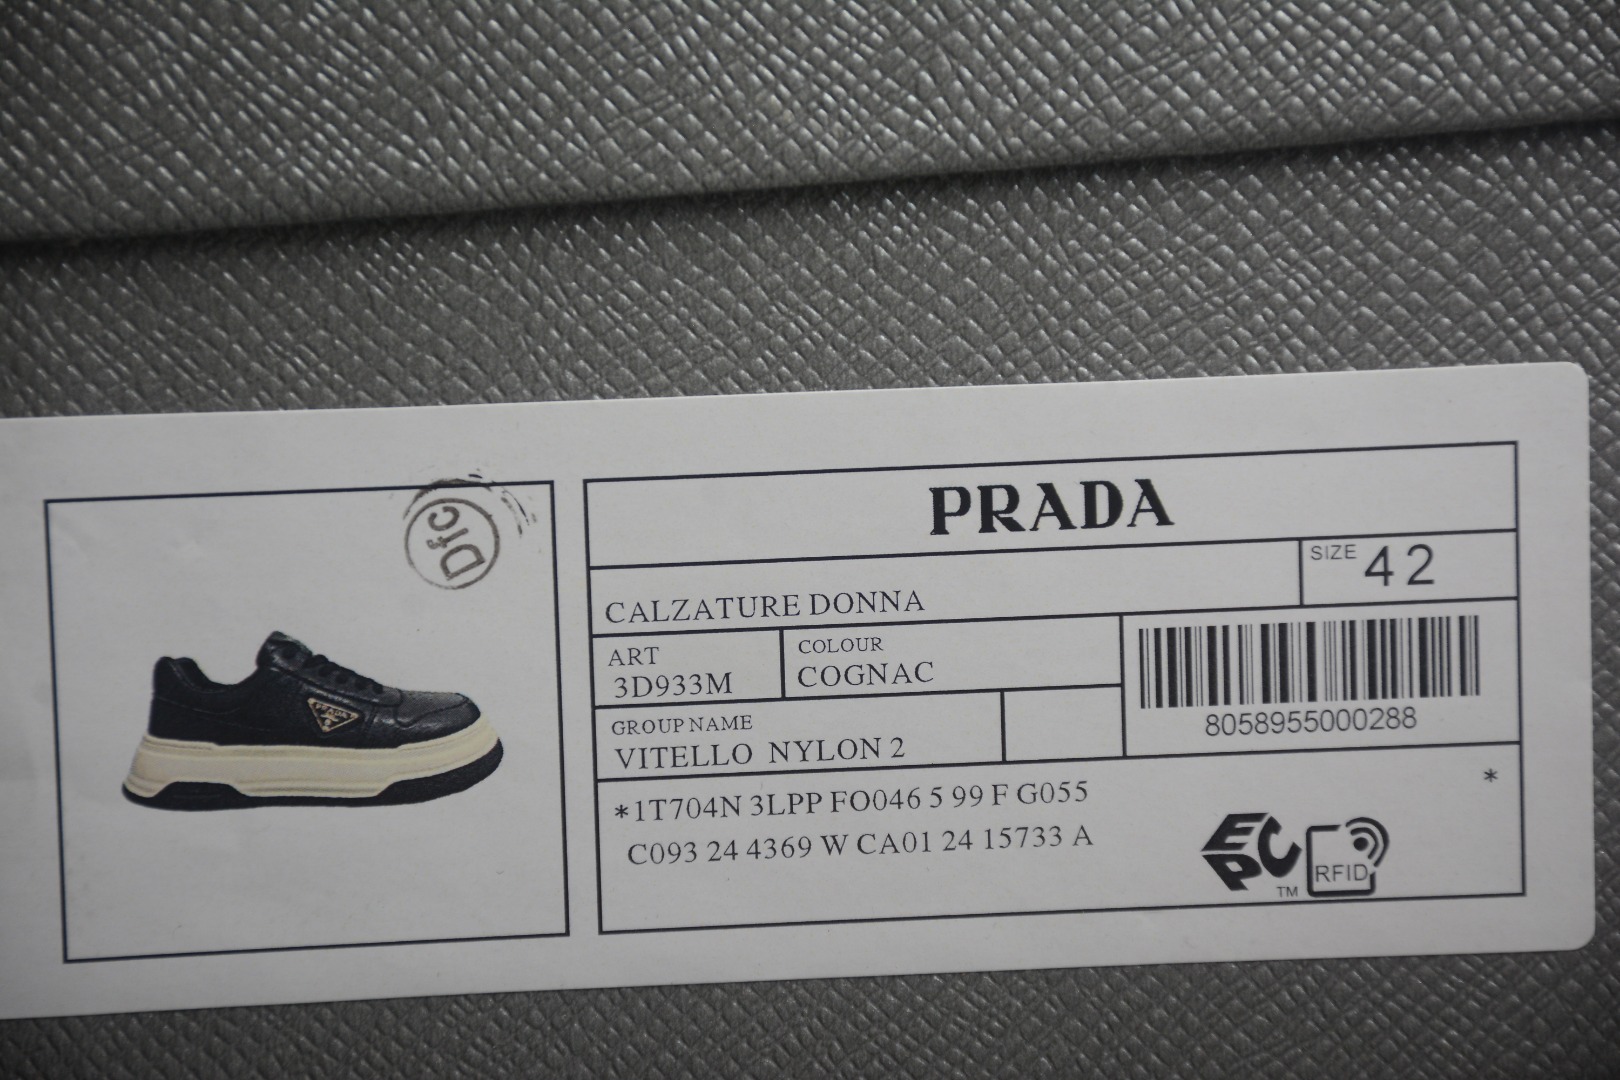 Dfc
PRADA
PRADA
SIZE 42
CALZATURE DONNA
ART
3D933M
COLOUR
COGNAC
GROUP NAME
VITELLO NYLON 2
8058955000288
*1T704N 3LPP FO046 5 99 F G055 *
C093 24 4369 W CA01 24 15733 A
EPC TM
RFID